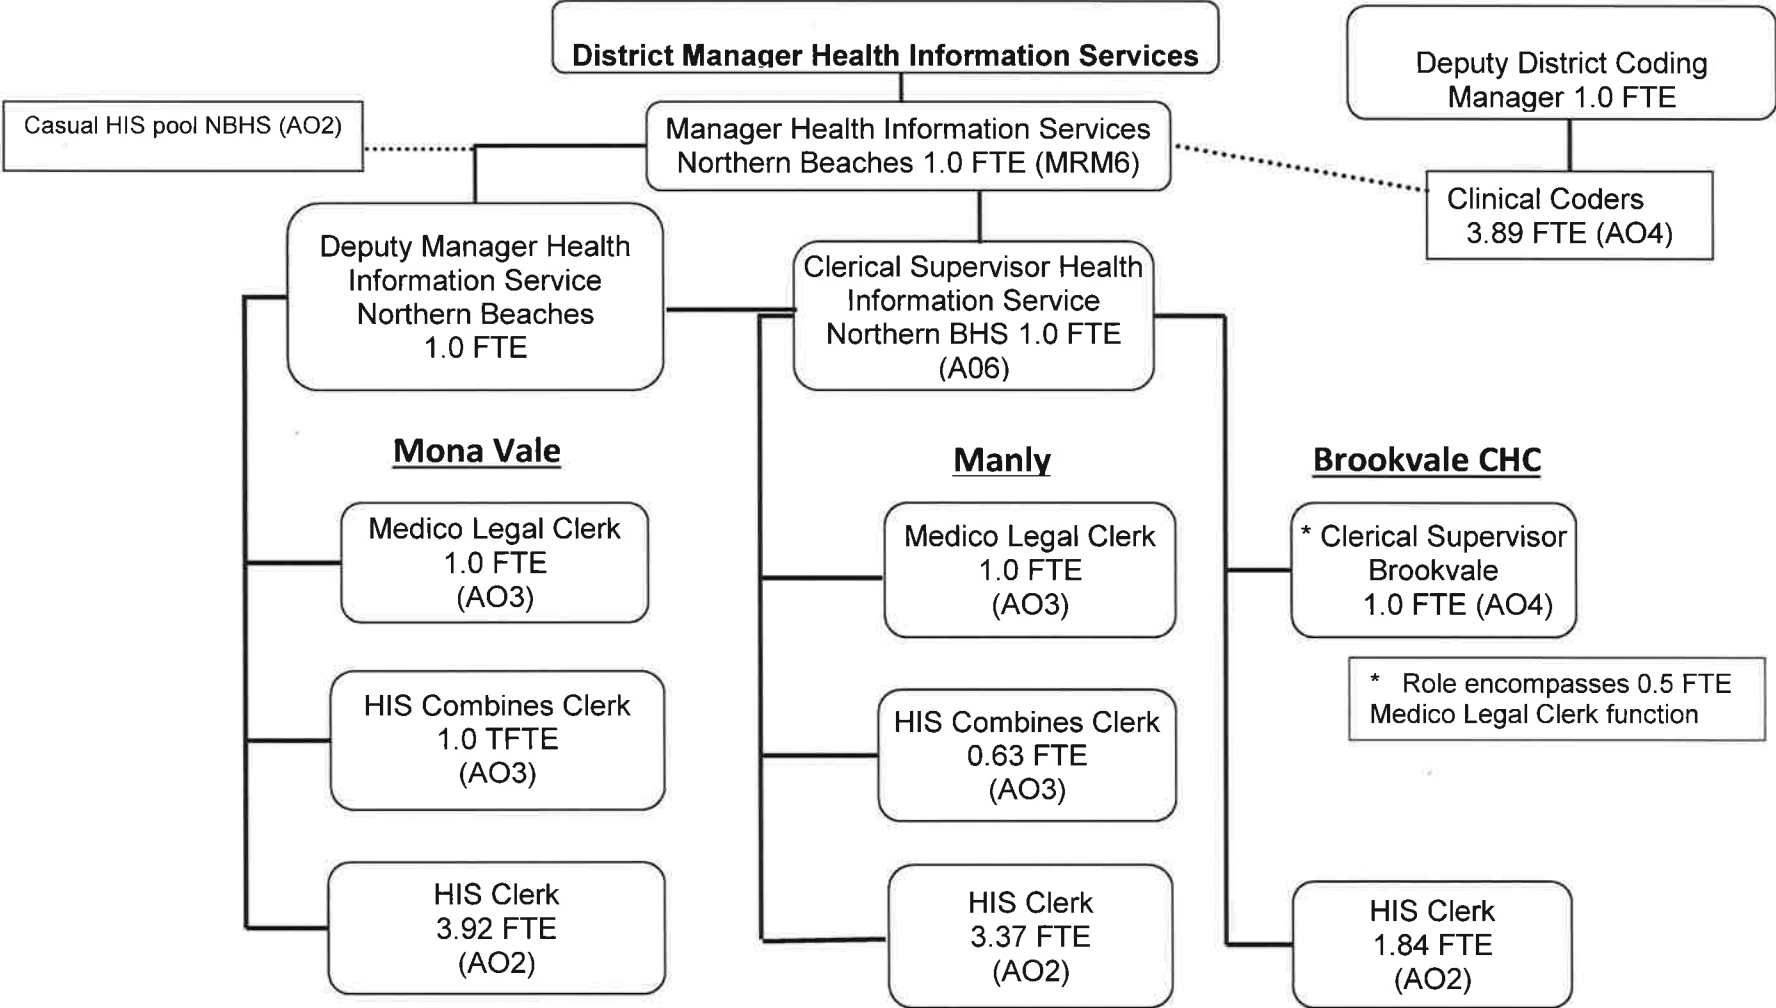 District Manager Health Information Services
Deputy District Coding
Manager 1.0 FTE
Casual HIS pool NBHS (AO2)
Manager Health Information Services
Northern Beaches 1.0 FTE (MRM6)
Clinical Coders
3.89 FTE (AO4)
Deputy Manager Health
Information Service
Northern Beaches
1.0 FTE
Clerical Supervisor Health
Information Service
Northern BHS 1.0 FTE
(A06)
Mona Vale
Medico Legal Clerk
1.0 FTE
(AO3)
HIS Combines Clerk
1.0 TFTE
(AO3)
HIS Clerk
3.92 FTE
(AO2)
Manly
Medico Legal Clerk
1.0 FTE
(AO3)
HIS Combines Clerk
0.63 FTE
(AO3)
HIS Clerk
3.37 FTE
(AO2)
Brookvale CHC
* Clerical Supervisor
Brookvale
1.0 FTE (AO4)
* Role encompasses 0.5 FTE
Medico Legal Clerk function
HIS Clerk
1.84 FTE
(AO2)